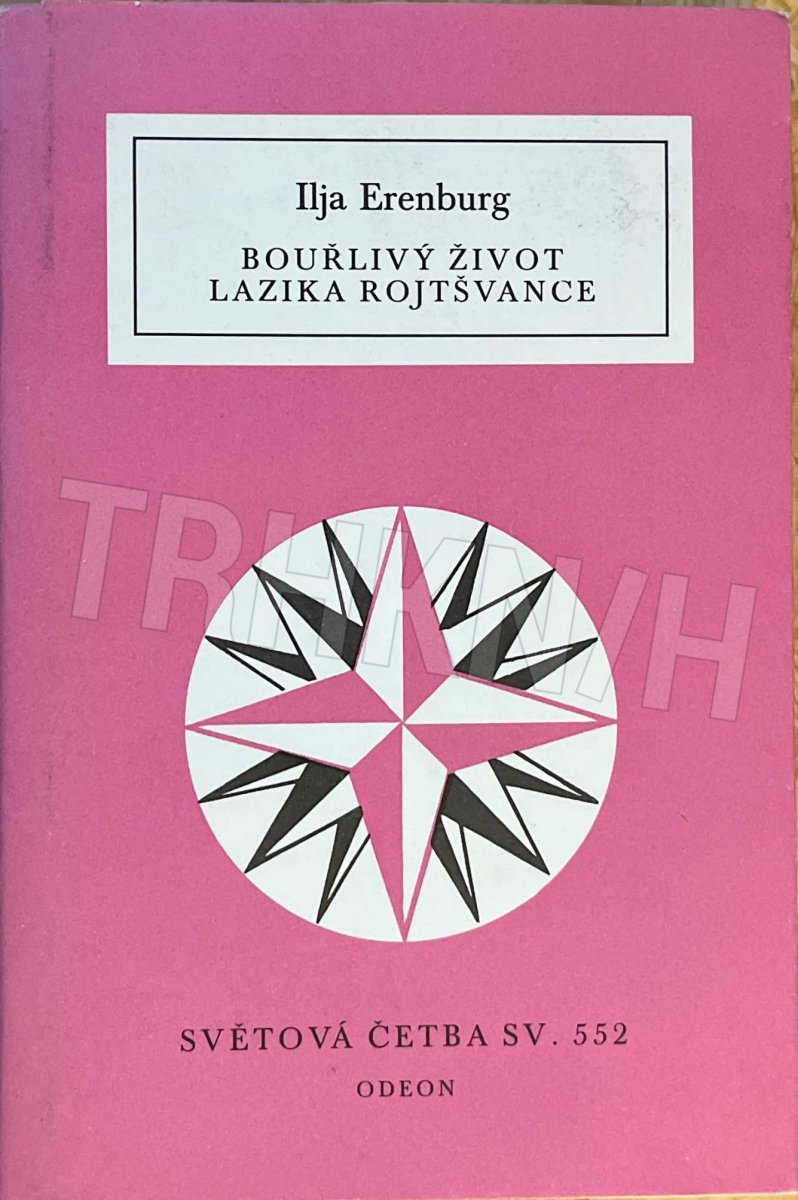 Ilja Erenburg
BOUŘLIVÝ ŽIVOT
LAZIKA ROJTŠVANCE
TRHKNIH
SVĚTOVÁ ČETBA SV. 552
ODEON